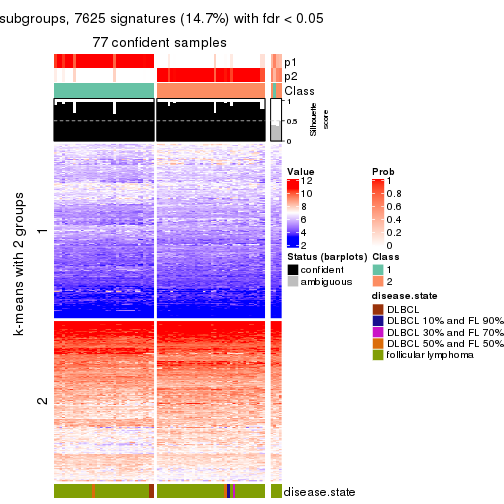 subgroups, 7625 signatures (14.7%) with fdr < 0.05
77 confident samples
p1
p2
Class
1
0.5
0
Silhouette
score
k-means with 2 groups
1
2
Value
12
10
8
6
4
2
Prob
1
0.8
0.6
0.4
0.2
0
Status (barplots)
confident
ambiguous
Class
1
2
disease.state
DLBCL
DLBCL 10% and FL 90%
DLBCL 30% and FL 70%
DLBCL 50% and FL 50%
follicular lymphoma
disease.state